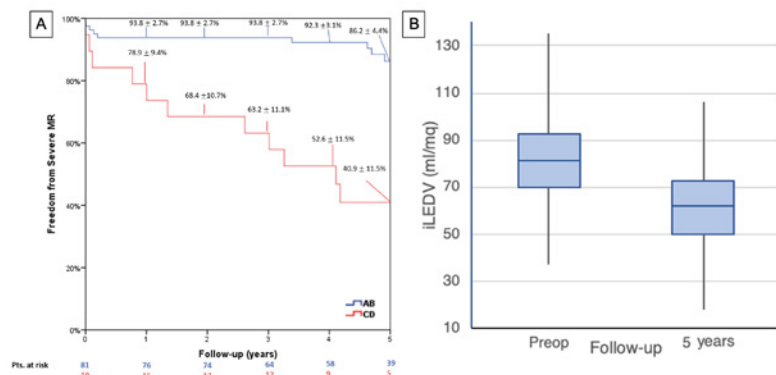 A
100%
80%
60%
40%
20%
0%
Freedom from Severe MR
93.8 ± 2.7%
93.8 ± 2.7%
93.8 ± 2.7%
92.3 ± 3.1%
86.2 ± 4.4%
78.9 ± 9.4%
68.4 ±10.7%
63.2 ± 11.1%
52.6 ± 11.5%
40.9 ± 11.5%
AB
CD
0 1 2 3 4 5
Follow-up (years)
Pts. at risk
81 76 74 64 58 39
B
130
110
90
70
50
30
10
iLEDV (ml/mq)
Preop Follow-up 5 years